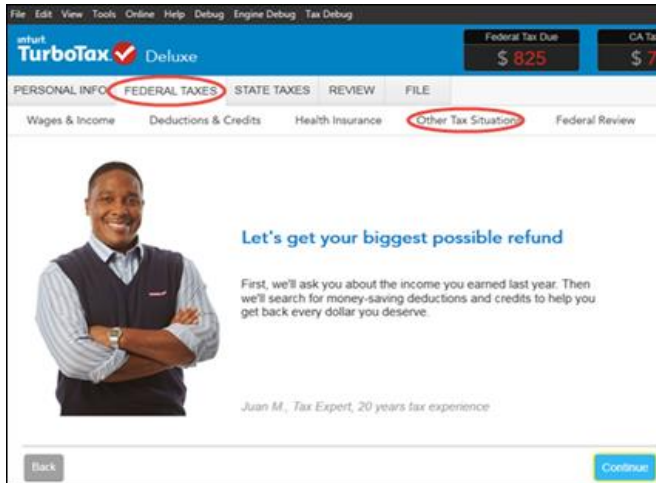 File Edit View Tools Online Help Debug Engine Debug Tax Debug
intuit
TurboTax Deluxe
Federal Tax Due
$ 825
CA Ta
$ 7
PERSONAL INFO FEDERAL TAXES STATE TAXES REVIEW FILE
Wages & Income Deductions & Credits Health Insurance Other Tax Situations Federal Review
Let's get your biggest possible refund
First, we'll ask you about the income you earned last year. Then
we'll search for money-saving deductions and credits to help you
get back every dollar you deserve.
Juan M., Tax Expert, 20 years tax experience
Back Continue